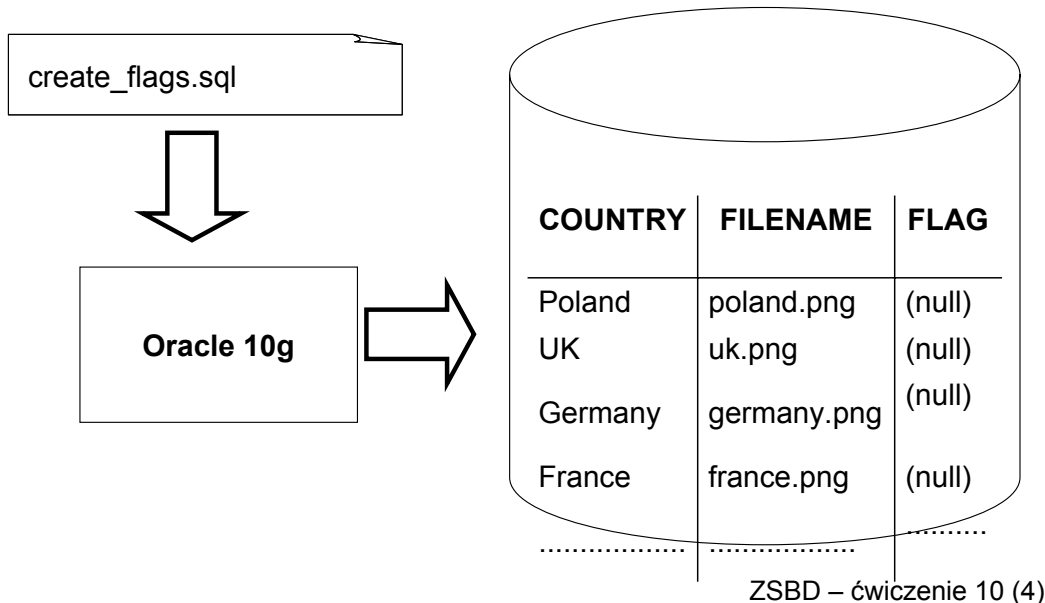 create_flags.sql
Oracle 10g
COUNTRY FILENAME FLAG
Poland poland.png (null)
UK uk.png (null)
Germany germany.png (null)
France france.png (null)
.................. .................. ..........
ZSBD – ćwiczenie 10 (4)